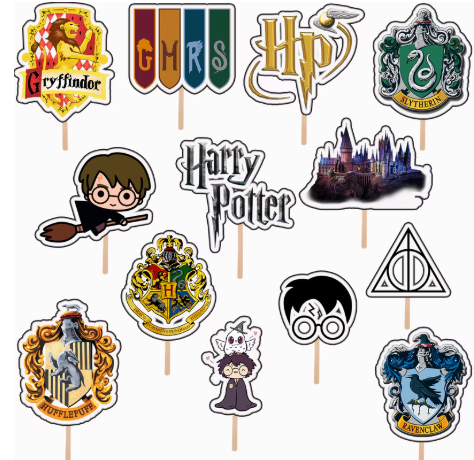 Gryffindor
G H R S
HP
SLYTHERIN
Harry
Potter
H
HUFFLEPUFF
RAVENCLAW